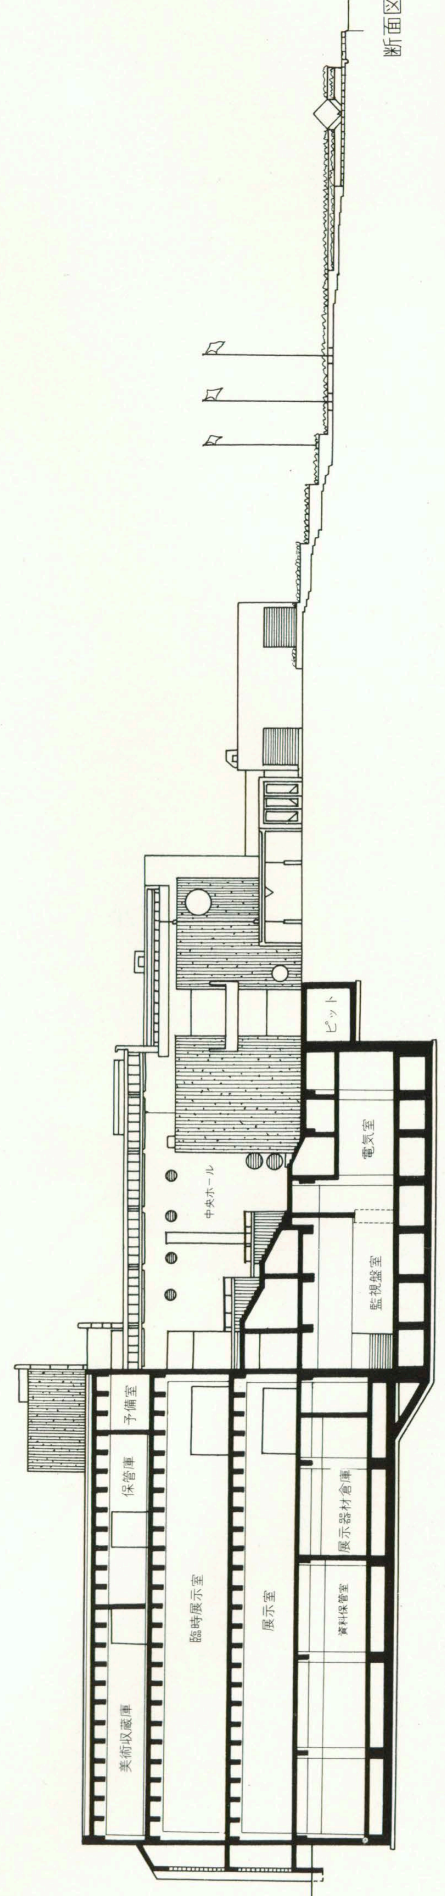 断面図
美術収蔵庫
保管庫
予備室
臨時展示室
展示室
資料保管室
展示器材倉庫
中央ホール
監視盤室
電気室
ピット